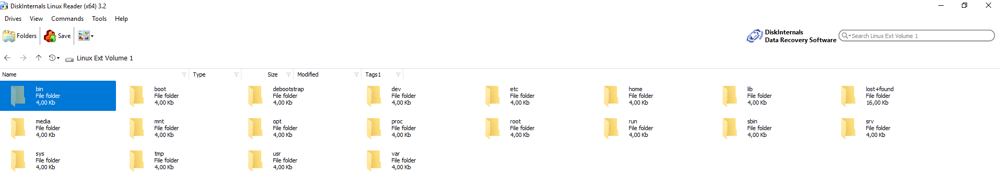 DiskInternals Linux Reader (x64) 3.2
Drives View Commands Tools Help
Folders Save
DiskInternals
Data Recovery Software
Search Linux Ext Volume 1
Linux Ext Volume 1
Name Type Size Modified Tags1
bin
File folder
4,00 Kb
boot
File folder
4,00 Kb
debootstrap
File folder
4,00 Kb
dev
File folder
4,00 Kb
etc
File folder
4,00 Kb
home
File folder
4,00 Kb
lib
File folder
4,00 Kb
lost+found
File folder
16,00 Kb
media
File folder
4,00 Kb
mnt
File folder
4,00 Kb
opt
File folder
4,00 Kb
proc
File folder
4,00 Kb
root
File folder
4,00 Kb
run
File folder
4,00 Kb
sbin
File folder
4,00 Kb
srv
File folder
4,00 Kb
sys
File folder
4,00 Kb
tmp
File folder
4,00 Kb
usr
File folder
4,00 Kb
var
File folder
4,00 Kb